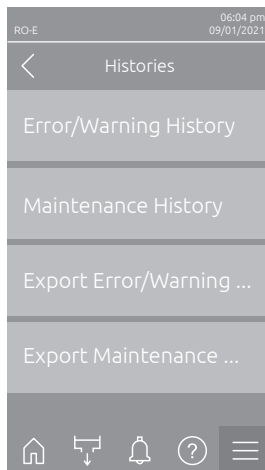 06:04 pm
RO-E 09/01/2021
Histories
Error/Warning History
Maintenance History
Export Error/Warning ...
Export Maintenance ...
?